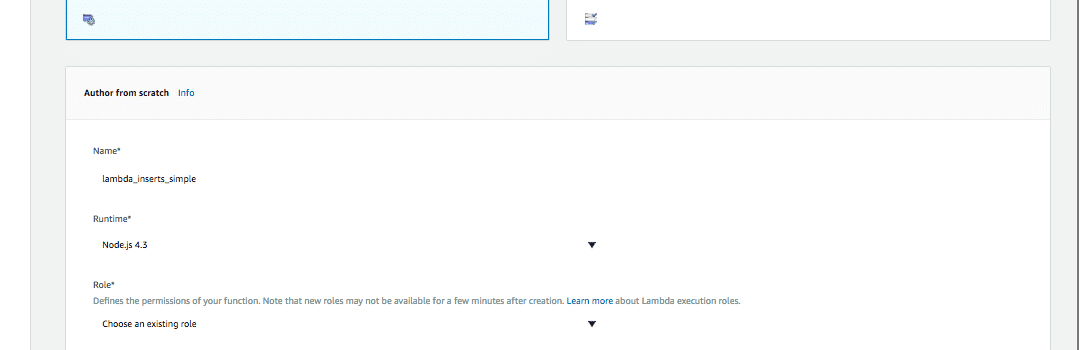 Author from scratch Info
Name*
lambda_inserts_simple
Runtime*
Node.js 4.3
Role*
Defines the permissions of your function. Note that new roles may not be available for a few minutes after creation. Learn more about Lambda execution roles.
Choose an existing role